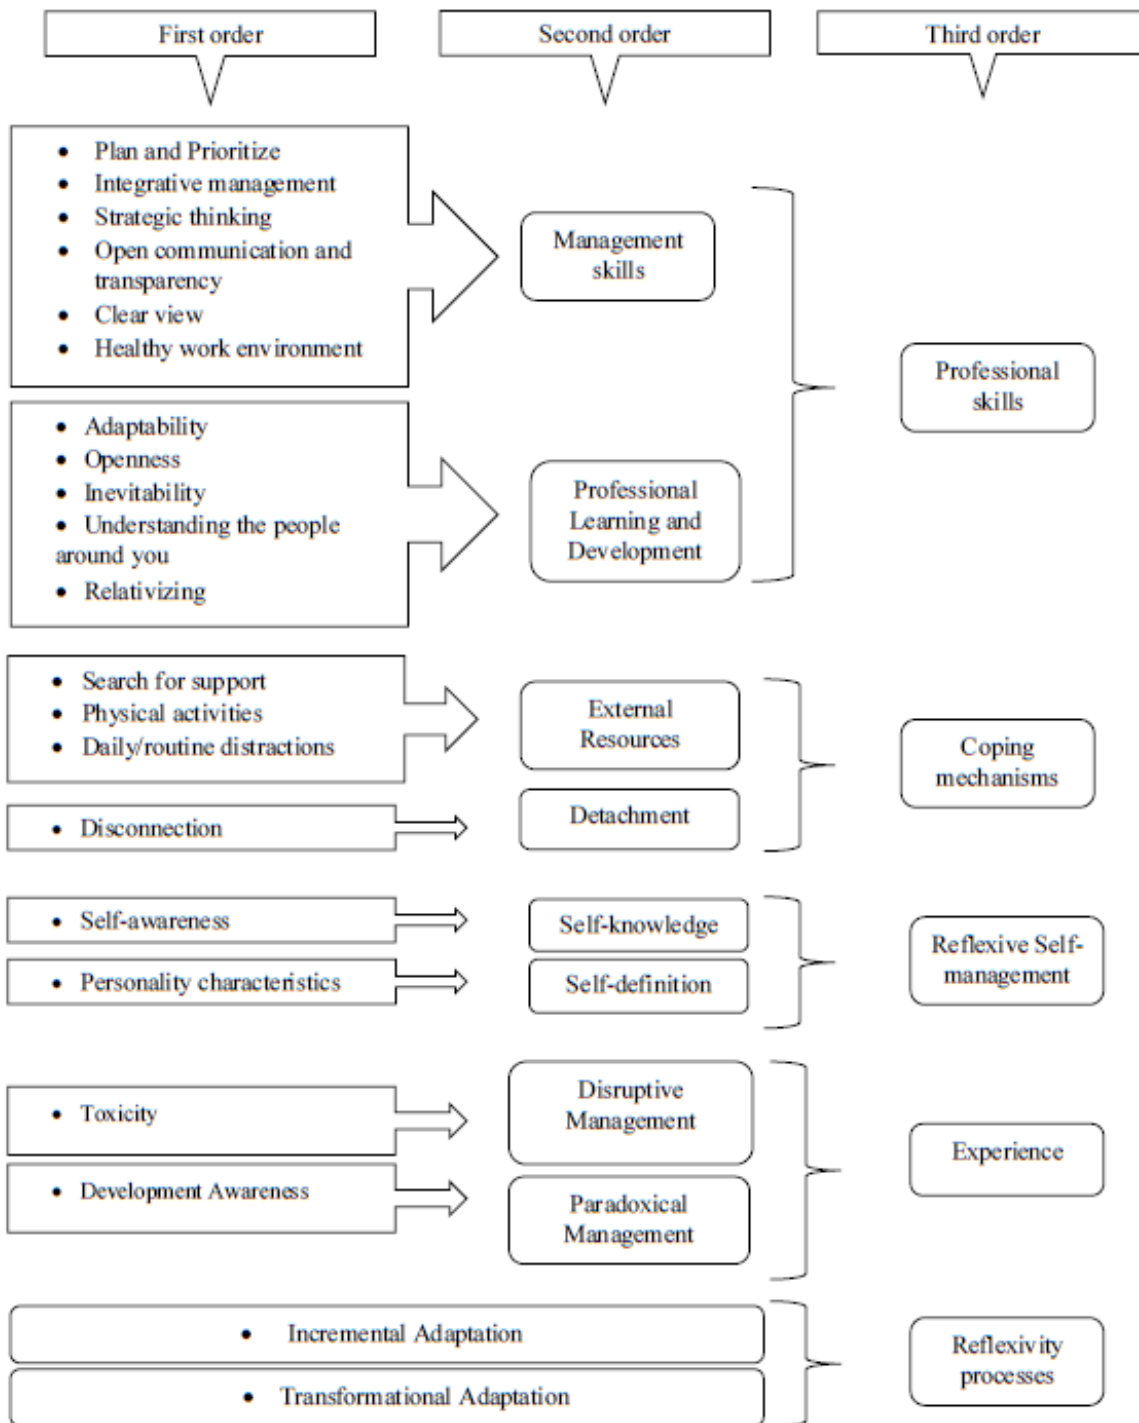 First order
Second order
Third order
• Plan and Prioritize
• Integrative management
• Strategic thinking
• Open communication and
transparency
• Clear view
• Healthy work environment
Management
skills
• Adaptability
• Openness
• Inevitability
• Understanding the people
around you
• Relativizing
Professional
Learning and
Development
Professional
skills
• Search for support
• Physical activities
• Daily/routine distractions
External
Resources
• Disconnection
Detachment
Coping
mechanisms
• Self-awareness
Self-knowledge
• Personality characteristics
Self-definition
Reflexive Self-
management
• Toxicity
Disruptive
Management
• Development Awareness
Paradoxical
Management
Experience
• Incremental Adaptation
• Transformational Adaptation
Reflexivity
processes